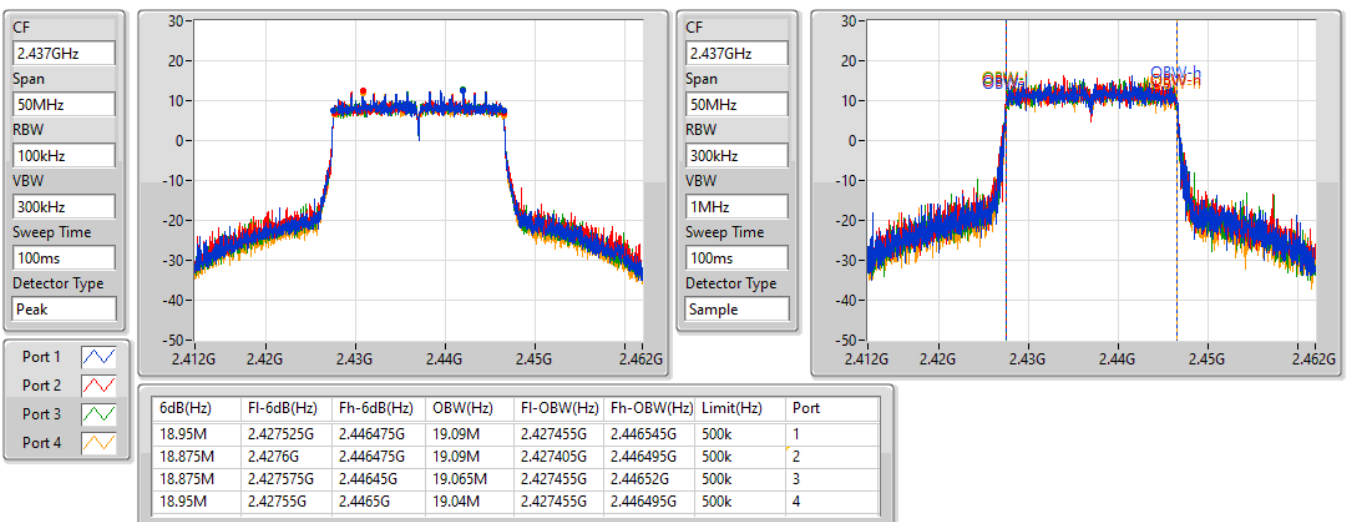 CF
2.437GHz
Span
50MHz
RBW
100kHz
VBW
300kHz
Sweep Time
100ms
Detector Type
Peak
30
20
10
0
-10
-20
-30
-40
-50
2.412G 2.42G 2.43G 2.44G 2.45G 2.462G
CF
2.437GHz
Span
50MHz
RBW
300kHz
VBW
1MHz
Sweep Time
100ms
Detector Type
Sample
30
20
10
0
-10
-20
-30
-40
-50
OBW-h
2.412G 2.42G 2.43G 2.44G 2.45G 2.462G
Port 1
Port 2
Port 3
Port 4
6dB(Hz) Fl-6dB(Hz) Fh-6dB(Hz) OBW(Hz) Fl-OBW(Hz) Fh-OBW(Hz) Limit(Hz) Port
18.95M 2.427525G 2.446475G 19.09M 2.427455G 2.446545G 500k 1
18.875M 2.4276G 2.446475G 19.09M 2.427405G 2.446495G 500k 2
18.875M 2.427575G 2.44645G 19.065M 2.427455G 2.44652G 500k 3
18.95M 2.42755G 2.4465G 19.04M 2.427455G 2.446495G 500k 4